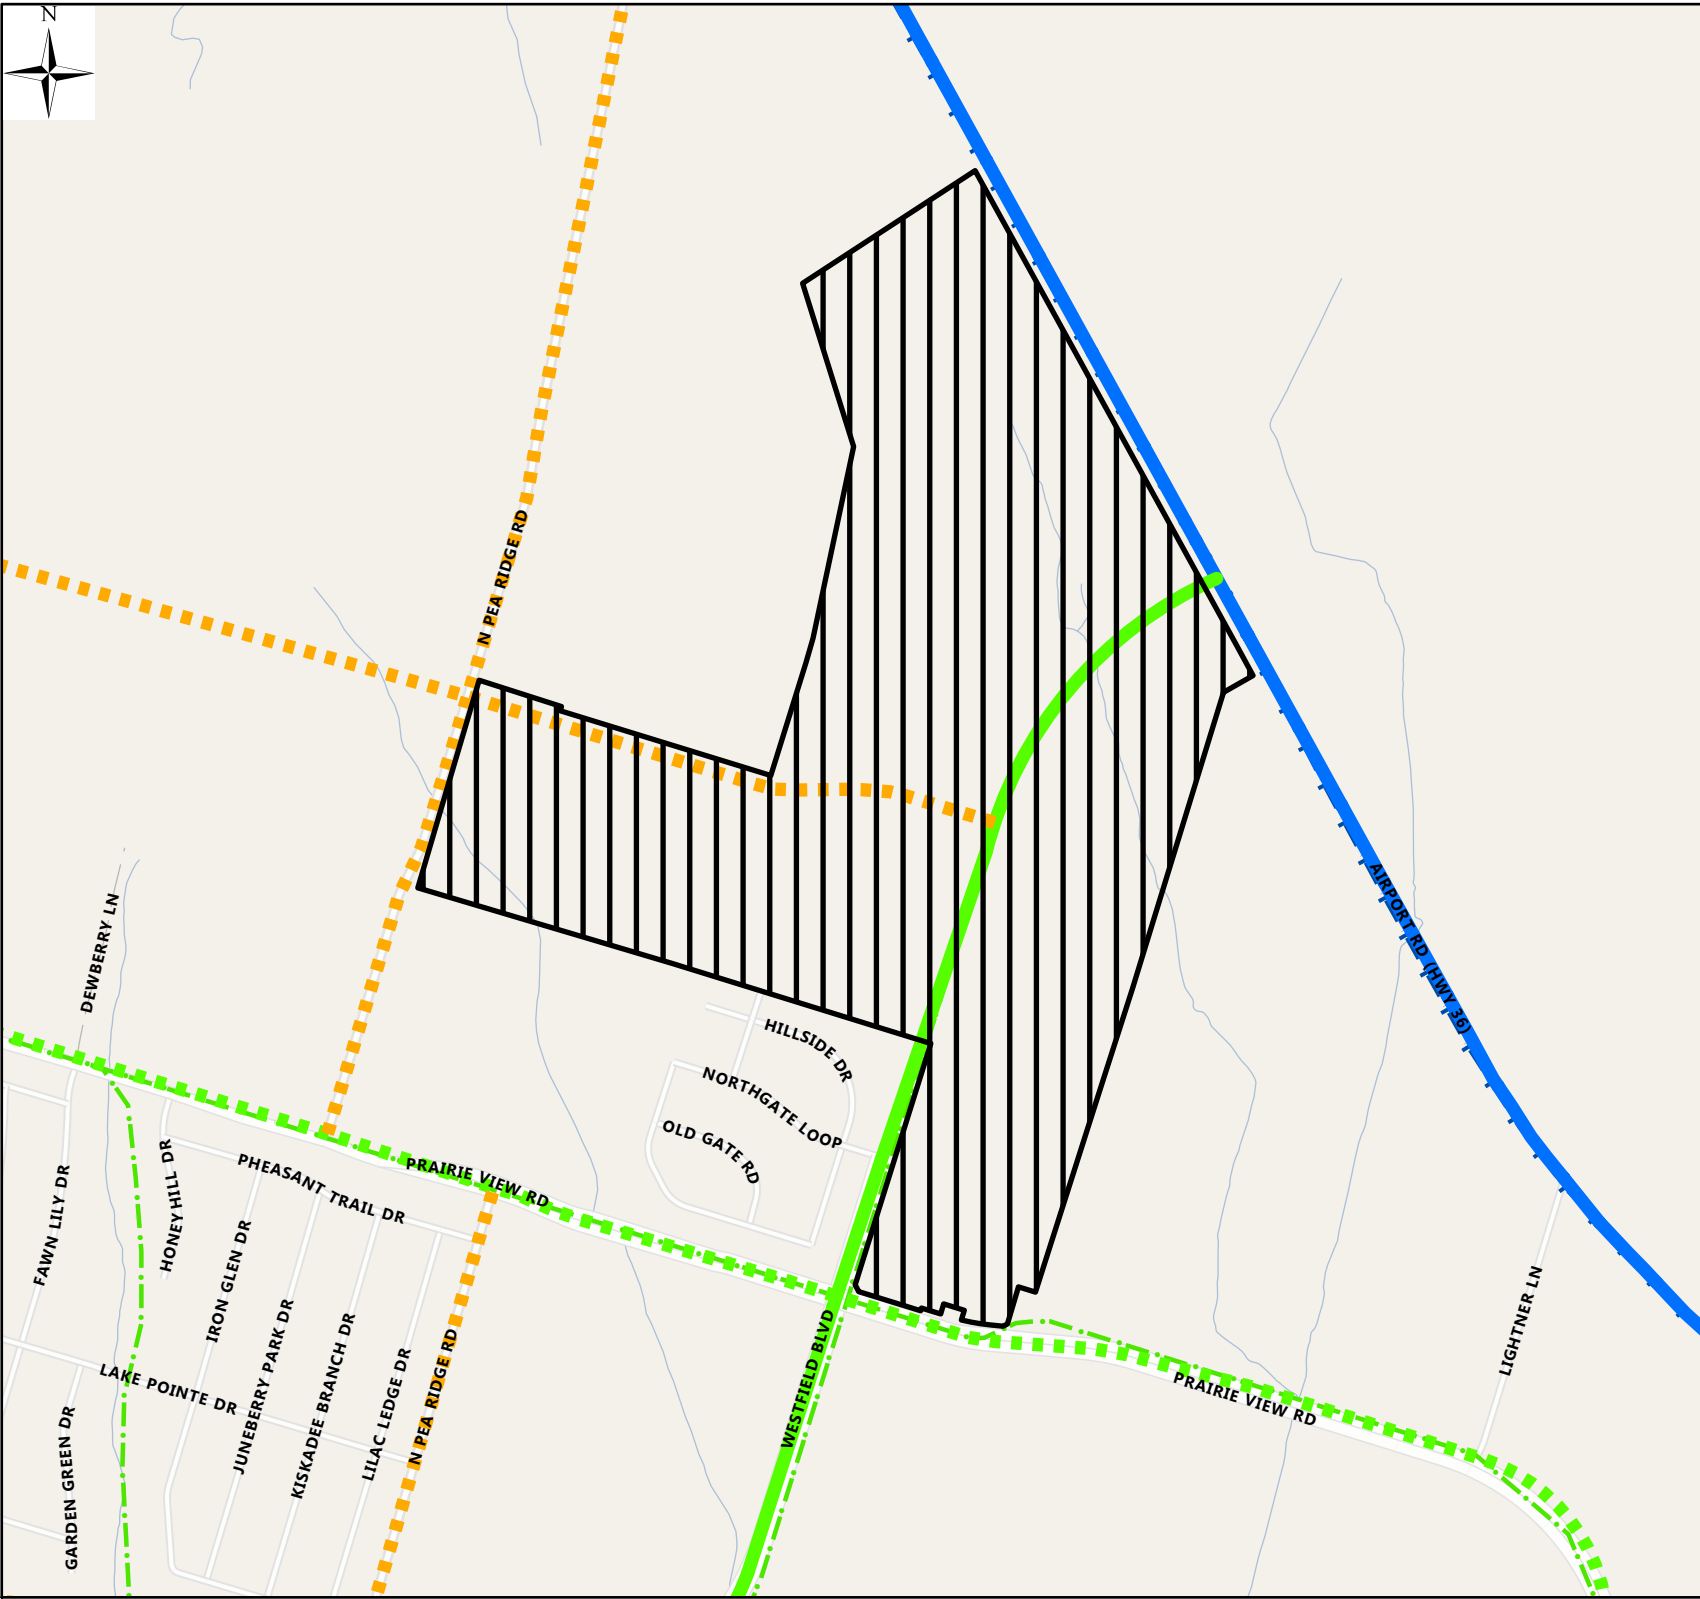 N
N PEA RIDGE RD
AIRPORT RD (HWY 36)
DEWBERRY LN
HILLSIDE DR
NORTHGATE LOOP
OLD GATE RD
PRAIRIE VIEW RD
PHEASANT TRAIL DR
HONEYHILL DR
FAWN LILY DR
IRON GLEN DR
JUNEBERRY PARK DR
KISKADEE BRANCH DR
LILAC LEDGE DR
N PEA RIDGE RD
WESTFIELD BLVD
LIGHTNER LN
PRAIRIE VIEW RD
LAKE POINTE DR
GARDEN GREEN DR